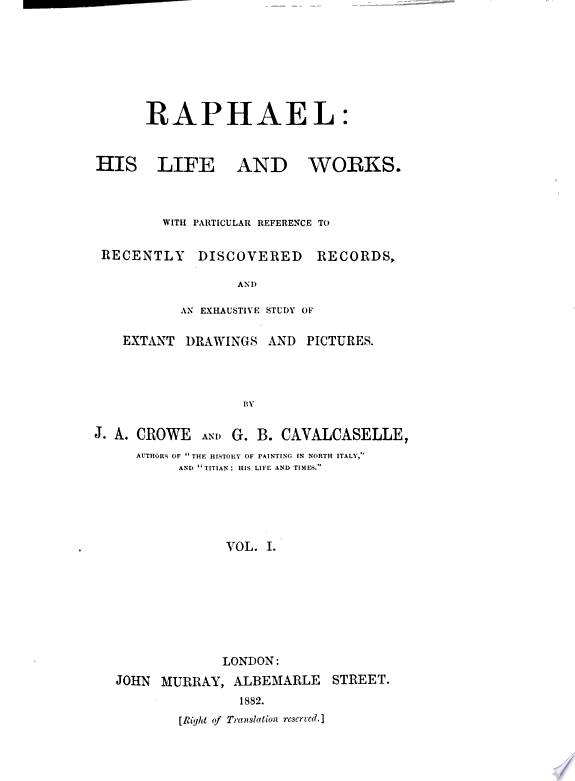 RAPHAEL:
HIS LIFE AND WORKS.
WITH PARTICULAR REFERENCE TO
RECENTLY DISCOVERED RECORDS,
AND
AN EXHAUSTIVE STUDY OF
EXTANT DRAWINGS AND PICTURES.
BY
J. A. CROWE AND G. B. CAVALCASELLE,
AUTHORS OF "THE HISTORY OF PAINTING IN NORTH ITALY,"
AND "TITIAN: HIS LIFE AND TIMES."
VOL. I.
LONDON:
JOHN MURRAY, ALBEMARLE STREET.
1882.
[Right of Translation reserved.]